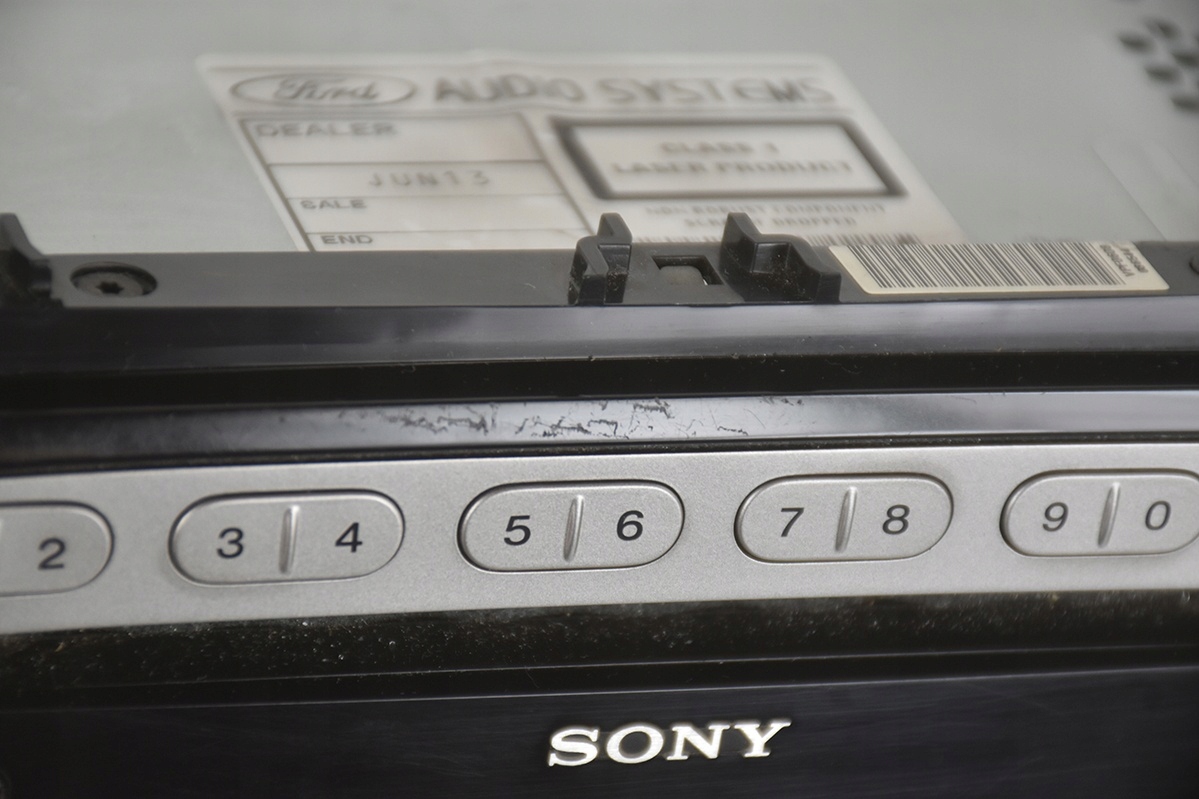 Ford AUDIO SYSTEMS
DEALER
CLASS 1
LASER PRODUCT
JUN13
SALE
END
2 3 4 5 6 7 8 9 0
SONY